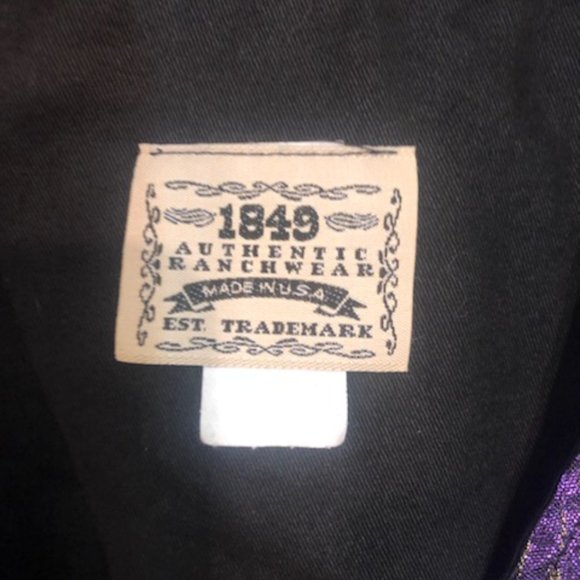 1849
AUTHENTIC
RANCHWEAR
MADE IN U.S.A
EST. TRADEMARK